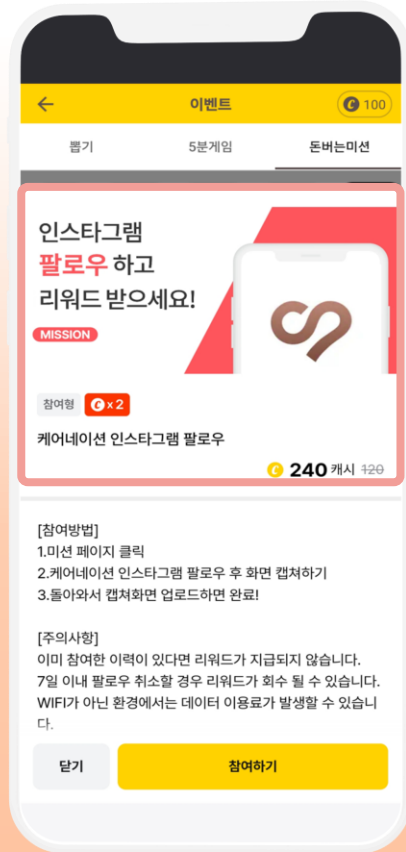 이벤트
C 100
뽑기 5분게임 돈버는미션
인스타그램
팔로우 하고
리워드 받으세요!
MISSION
참여형 C x 2
케어네이션 인스타그램 팔로우
C 240 캐시 120
[참여방법]
1.미션 페이지 클릭
2.케어네이션 인스타그램 팔로우 후 화면 캡쳐하기
3.돌아와서 캡쳐화면 업로드하면 완료!
[주의사항]
이미 참여한 이력이 있다면 리워드가 지급되지 않습니다.
7일 이내 팔로우 취소할 경우 리워드가 회수 될 수 있습니다.
WIFI가 아닌 환경에서는 데이터 이용료가 발생할 수 있습니
다.
닫기 참여하기